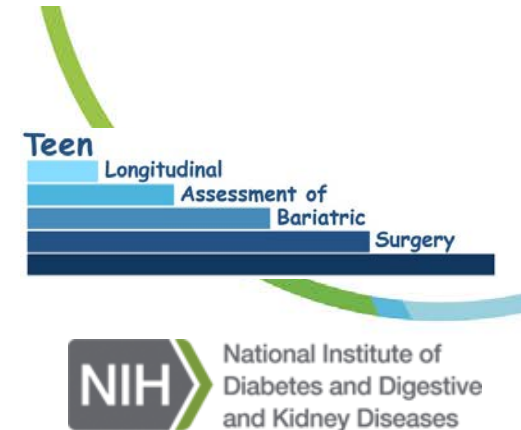 Teen
Longitudinal
Assessment of
Bariatric
Surgery
NIH
National Institute of
Diabetes and Digestive
and Kidney Diseases